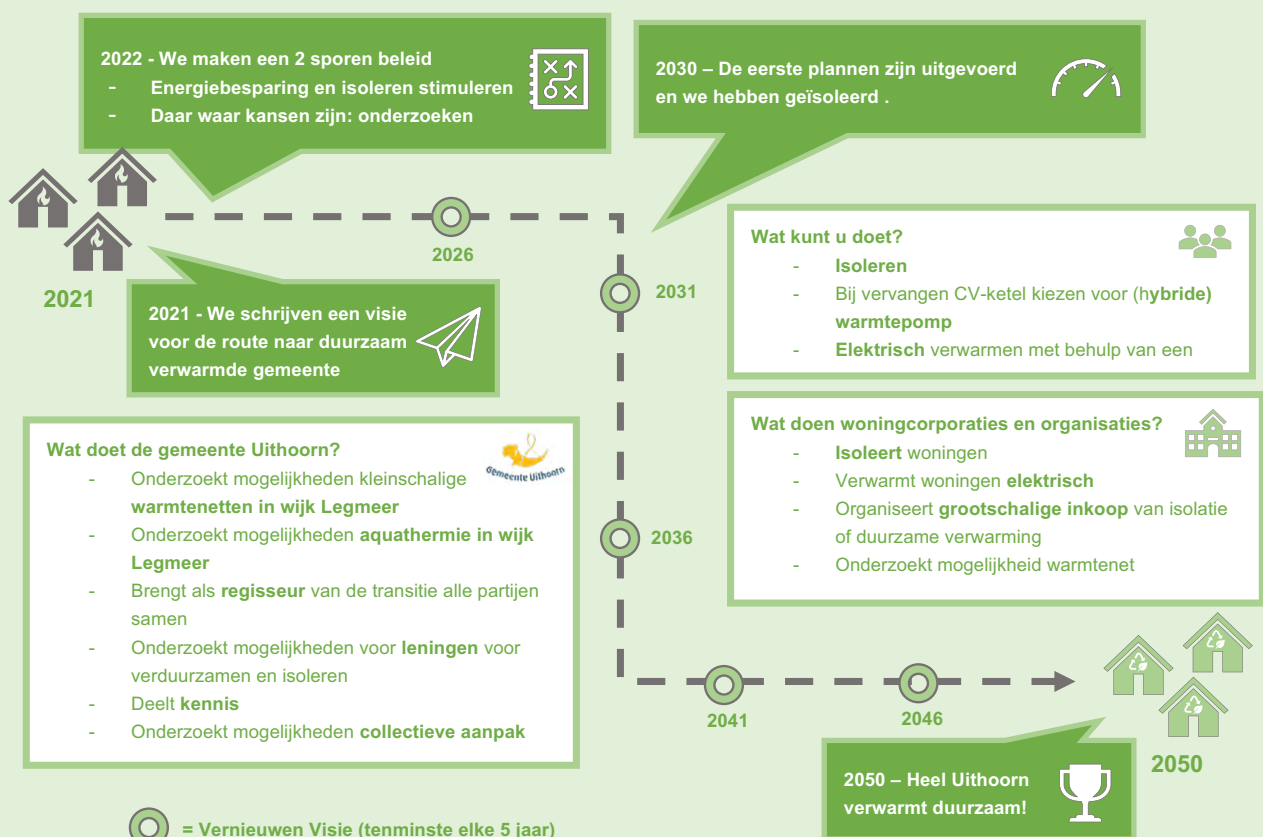 2022 - We maken een 2 sporen beleid
- Energiebesparing en isoleren stimuleren
- Daar waar kansen zijn: onderzoeken
2030 – De eerste plannen zijn uitgevoerd
en we hebben geïsoleerd .
2026
2021
2031
2021 - We schrijven een visie
voor de route naar duurzaam
verwarmde gemeente
Wat kunt u doet?
- Isoleren
- Bij vervangen CV-ketel kiezen voor (hybride)
warmtepomp
- Elektrisch verwarmen met behulp van een
Wat doet de gemeente Uithoorn?
Gemeente Uithoorn
- Onderzoekt mogelijkheden kleinschalige
warmtenetten in wijk Legmeer
- Onderzoekt mogelijkheden aquathermie in wijk
Legmeer
- Brengt als regisseur van de transitie alle partijen
samen
- Onderzoekt mogelijkheden voor leningen voor
verduurzamen en isoleren
- Deelt kennis
- Onderzoekt mogelijkheden collectieve aanpak
2036
Wat doen woningcorporaties en organisaties?
- Isoleert woningen
- Verwarmt woningen elektrisch
- Organiseert grootschalige inkoop van isolatie
of duurzame verwarming
- Onderzoekt mogelijkheid warmtenet
2041
2046
2050
2050 – Heel Uithoorn
verwarmt duurzaam!
= Vernieuwen Visie (tenminste elke 5 jaar)